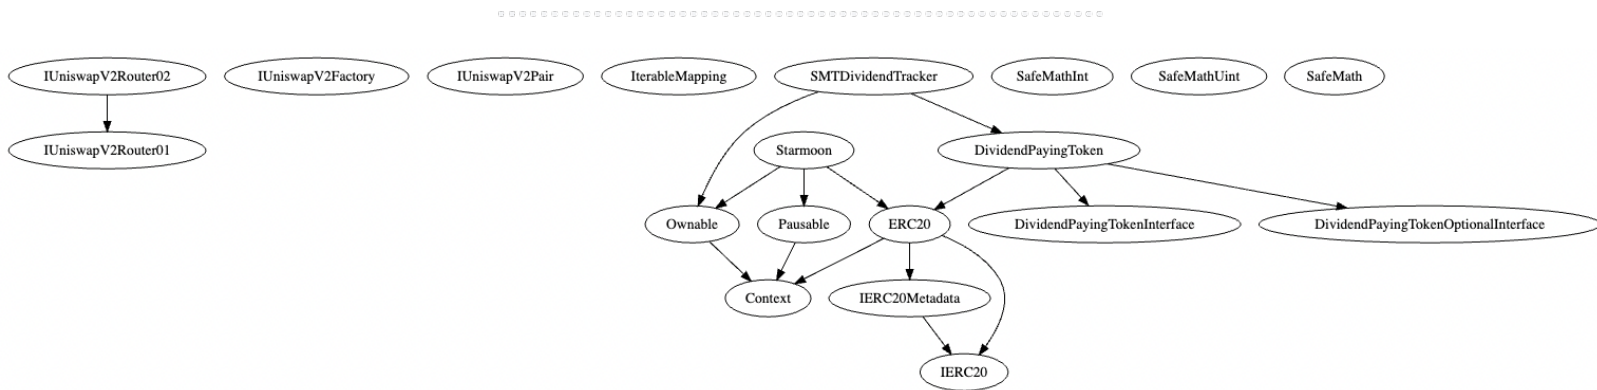 IUniswapV2Router02 IUniswapV2Factory IUniswapV2Pair IterableMapping SMTDividendTracker SafeMathInt SafeMathUint SafeMath
IUniswapV2Router01 Starmoon DividendPayingToken
Ownable Pausable ERC20 DividendPayingTokenInterface DividendPayingTokenOptionalInterface
Context IERC20Metadata
IERC20